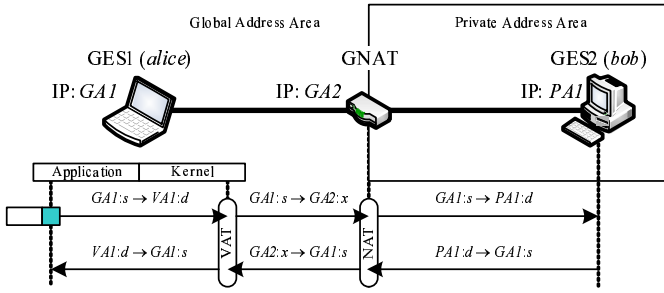 Global Address Area
Private Address Area
GES1 (alice)
GNAT
GES2 (bob)
IP: GA1
IP: GA2
IP: PA1
Application
Kernel
GA1: s → VA1: d
GA1: s → GA2: x
GA1: s → PA1: d
VAT
NAT
VA1: d → GA1: s
GA2: x → GA1: s
PA1: d → GA1: s